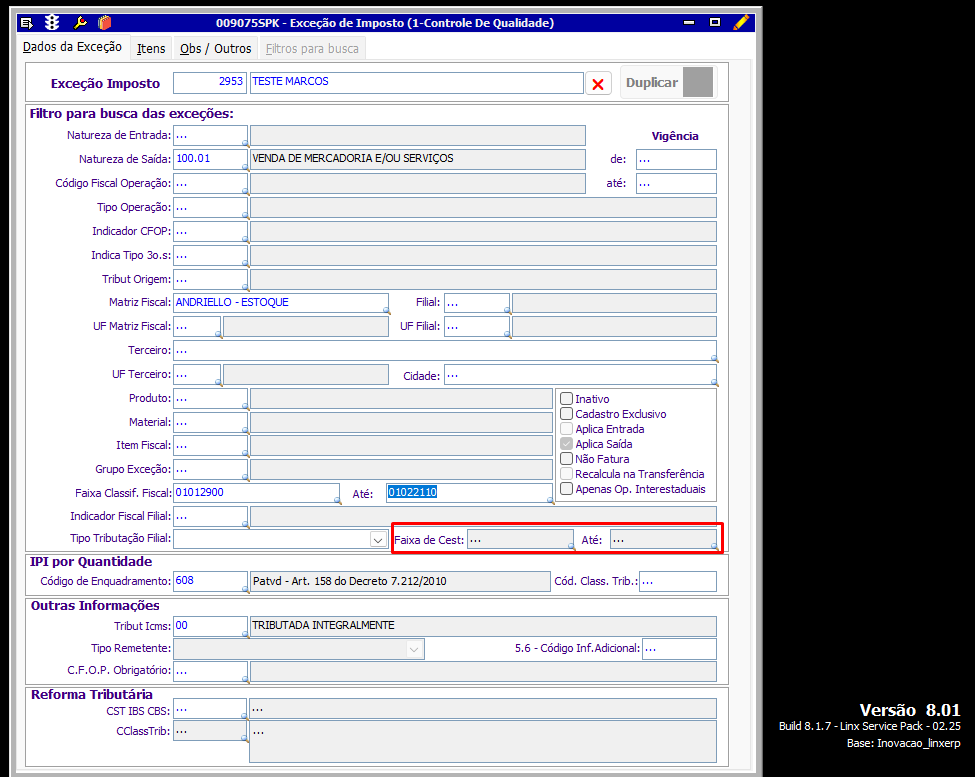 009075SPK - Exceção de Imposto (1-Controle De Qualidade)
Dados da Exceção Itens Obs / Outros Filtros para busca
Exceção Imposto 2953 TESTE MARCOS Duplicar
Filtro para busca das exceções:
Natureza de Entrada: ... Vigência
Natureza de Saída: 100.01 VENDA DE MERCADORIA E/OU SERVIÇOS de: ...
Código Fiscal Operação: ... até: ...
Tipo Operação: ...
Indicador CFOP: ...
Indica Tipo 3o.s: ...
Tribut Origem: ...
Matriz Fiscal: ANDRIELLO - ESTOQUE Filial: ...
UF Matriz Fiscal: ... UF Filial: ...
Terceiro: ...
UF Terceiro: ... Cidade: ...
Produto: ... Inativo
Cadastro Exclusivo
Material: ... Aplica Entrada
Item Fiscal: ... Aplica Saída
Não Fatura
Grupo Exceção: ... Recalcula na Transferência
Faixa Classif. Fiscal: 01012900 Até: 01022110 Apenas Op. Interestaduais
Indicador Fiscal Filial: ...
Tipo Tributação Filial: Faixa de Cest: ... Até: ...
IPI por Quantidade
Código de Enquadramento: 608 Patvd - Art. 158 do Decreto 7.212/2010 Cód. Class. Trib.: ...
Outras Informações
Tribut Icms: 00 TRIBUTADA INTEGRALMENTE
Tipo Remetente: 5.6 - Código Inf.Adicional: ...
C.F.O.P. Obrigatório: ...
Reforma Tributária
CST IBS CBS: ... ...
CClassTrib: ... ...
Versão 8.01
Build 8.1.7 - Linx Service Pack - 02.25
Base: Inovacao_linxerp